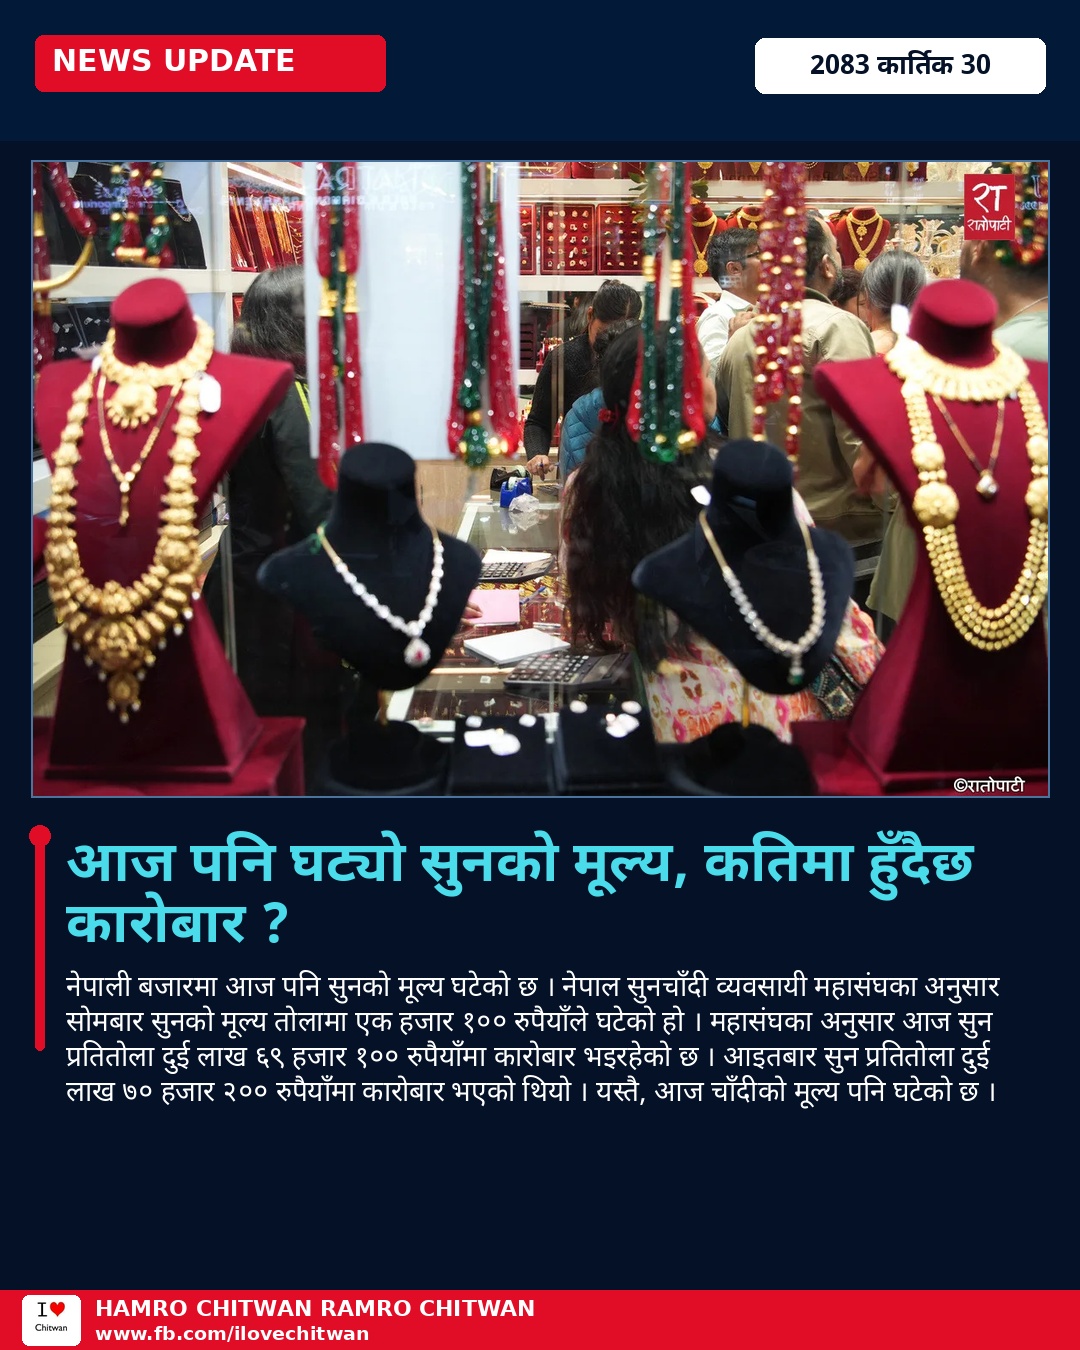 NEWS UPDATE
2083 कार्तिक 30
रा
रातोपाटी
©रातोपाटी
आज पनि घट्यो सुनको मूल्य, कतिमा हुँदैछ
कारोबार ?
नेपाली बजारमा आज पनि सुनको मूल्य घटेको छ । नेपाल सुनचाँदी व्यवसायी महासंघका अनुसार
सोमबार सुनको मूल्य तोलामा एक हजार १०० रुपैयाँले घटेको हो । महासंघका अनुसार आज सुन
प्रतितोला दुई लाख ६९ हजार १०० रुपैयाँमा कारोबार भइरहेको छ । आइतबार सुन प्रतितोला दुई
लाख ७० हजार २०० रुपैयाँमा कारोबार भएको थियो । यस्तै, आज चाँदीको मूल्य पनि घटेको छ ।
I♥
Chitwan
HAMRO CHITWAN RAMRO CHITWAN
www.fb.com/ilovechitwan